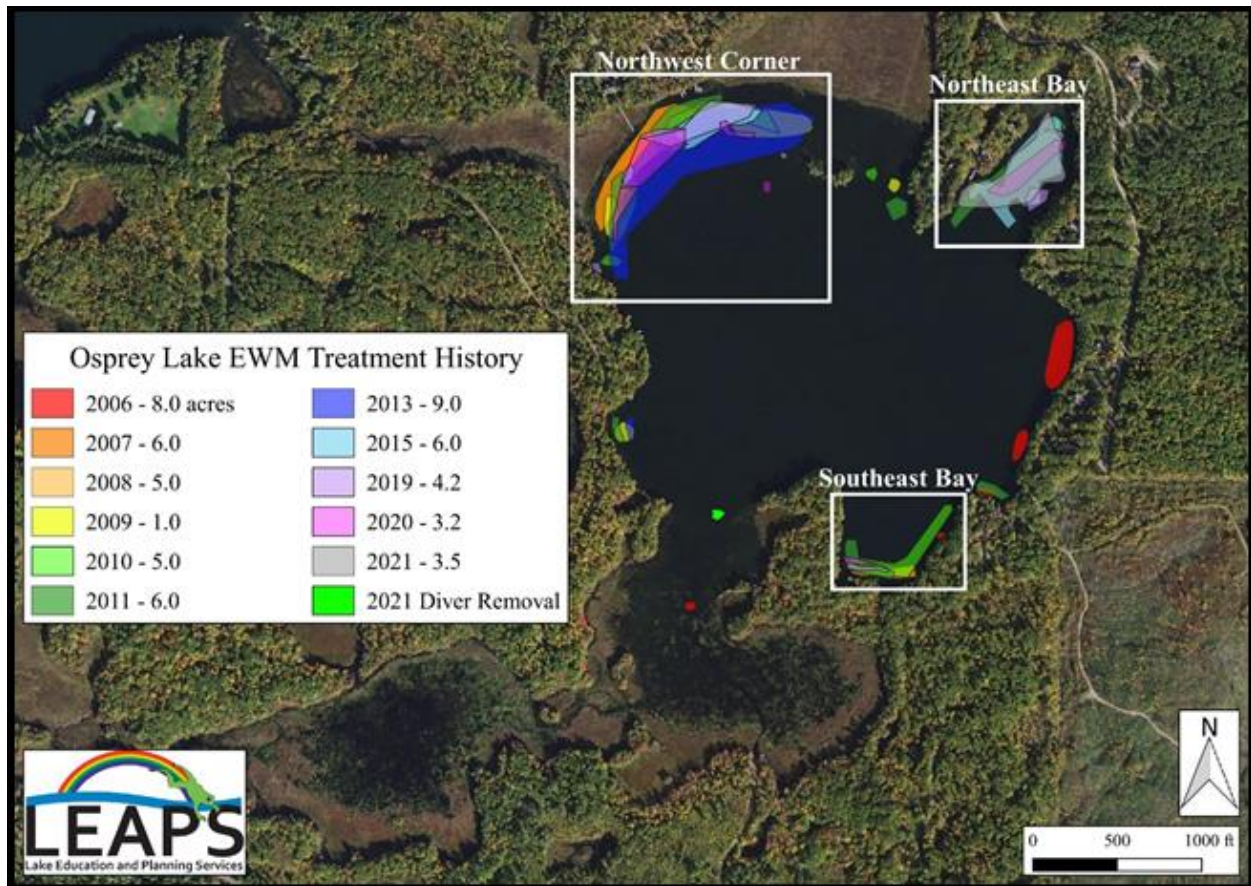 Northwest Corner
Northeast Bay
Osprey Lake EWM Treatment History
2006 - 8.0 acres
2007 - 6.0
2008 - 5.0
2009 - 1.0
2010 - 5.0
2011 - 6.0
2013 - 9.0
2015 - 6.0
2019 - 4.2
2020 - 3.2
2021 - 3.5
2021 Diver Removal
Southeast Bay
LEAPS
Lake Education and Planning Services
N
0 500 1000 ft